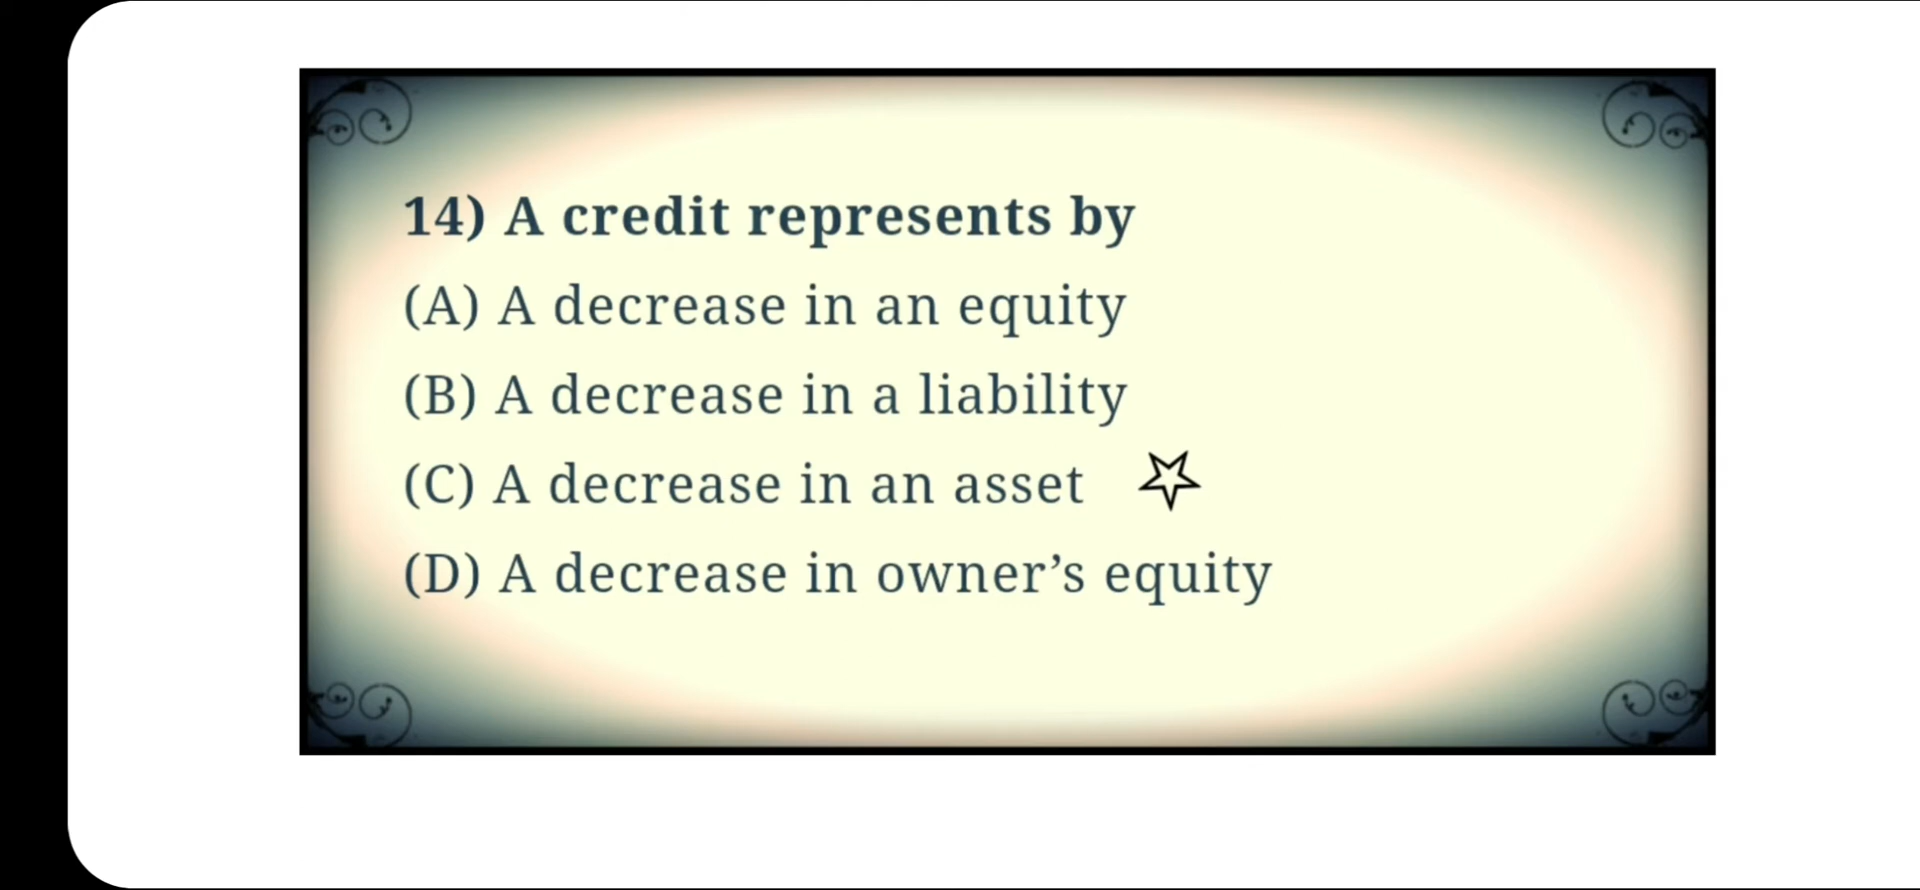 14) A credit represents by
(A) A decrease in an equity
(B) A decrease in a liability
(C) A decrease in an asset
(D) A decrease in owner’s equity